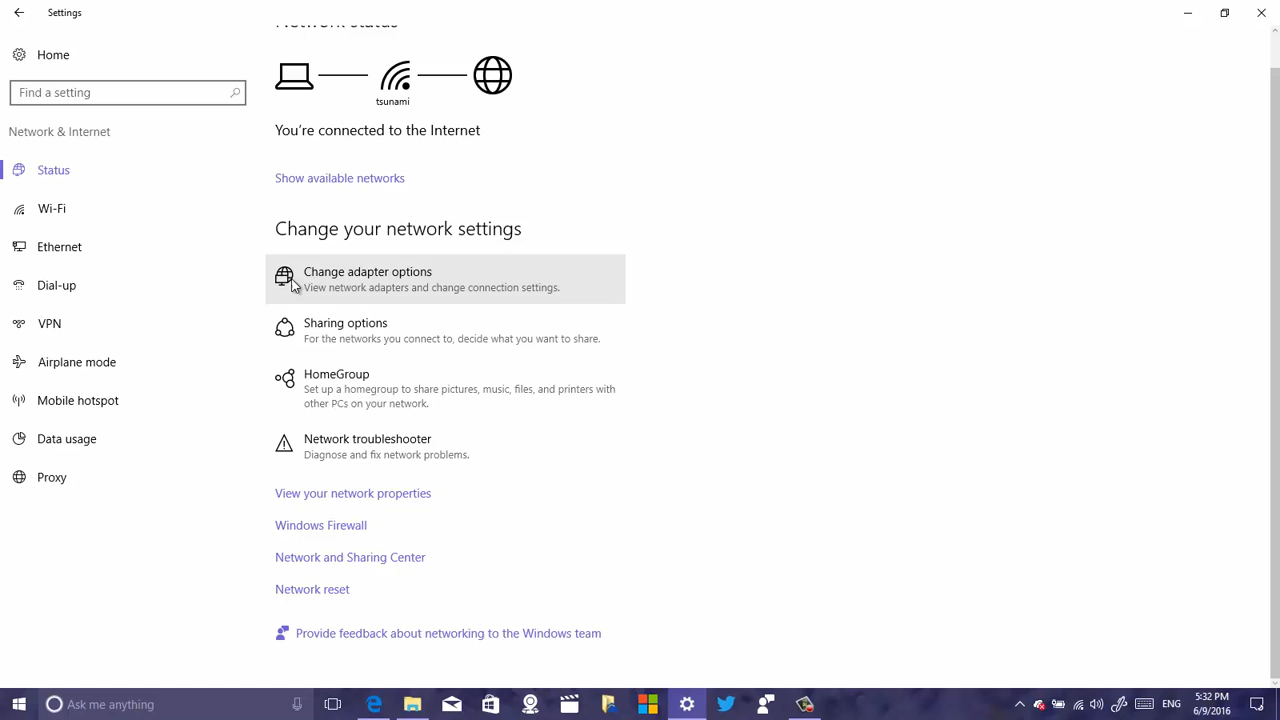 Settings
Network Status
Home
Find a setting
tsunami
Network & Internet
You're connected to the Internet
Status
Show available networks
Wi-Fi
Change your network settings
Ethernet
Change adapter options
View network adapters and change connection settings.
Dial-up
Sharing options
For the networks you connect to, decide what you want to share.
VPN
Airplane mode
HomeGroup
Set up a homegroup to share pictures, music, files, and printers with
other PCs on your network.
Mobile hotspot
Data usage
Network troubleshooter
Diagnose and fix network problems.
Proxy
View your network properties
Windows Firewall
Network and Sharing Center
Network reset
Provide feedback about networking to the Windows team
Ask me anything
ENG
5:32 PM
6/9/2016